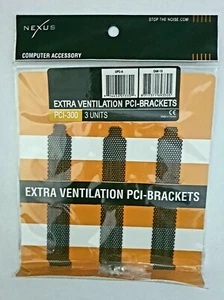 NEXUS
STOP THE NOISE.COM
COMPUTER ACCESSORY
EXTRA VENTILATION PCI-BRACKETS
PCI-300
3 UNITS
CE
EXTRA VENTILATION PCI-BRACKETS